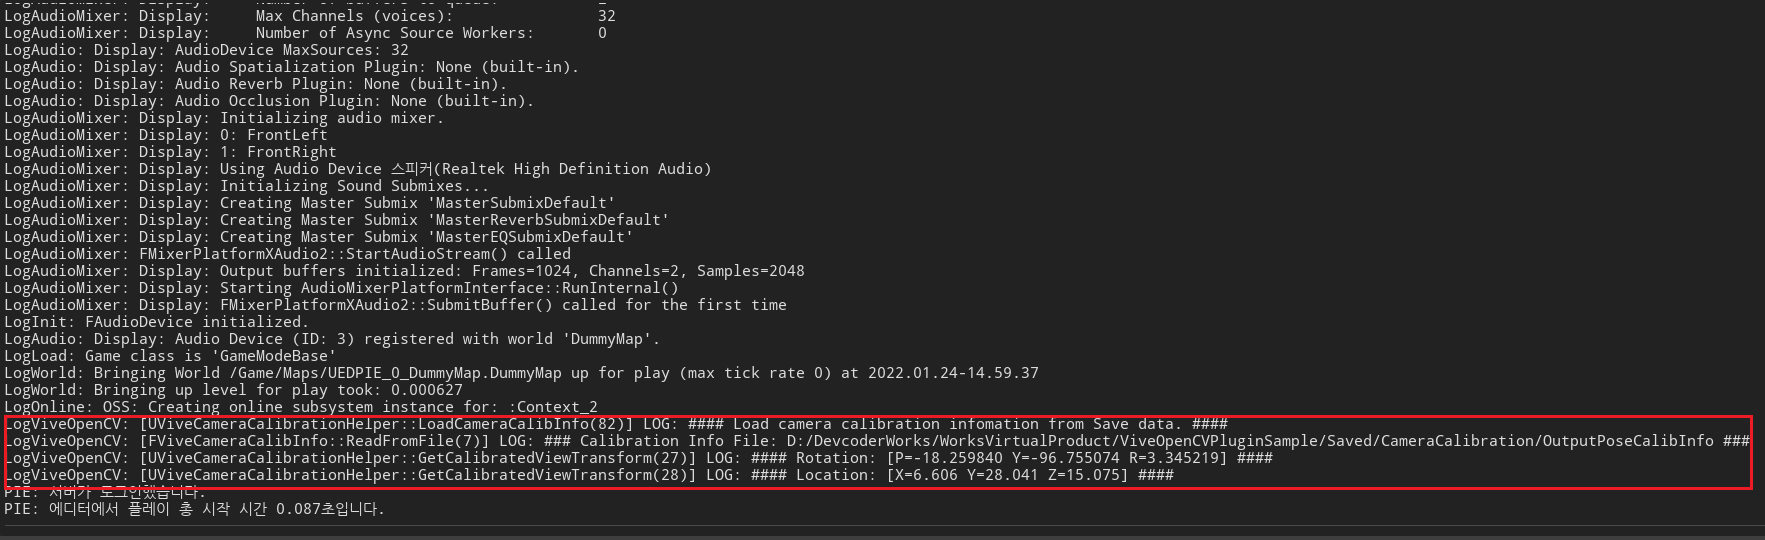 LogAudioMixer: Display:     Number of buffers to queue:           2
LogAudioMixer: Display:     Max Channels (voices):                32
LogAudioMixer: Display:     Number of Async Source Workers:       0
LogAudio: Display: AudioDevice MaxSources: 32
LogAudio: Display: Audio Spatialization Plugin: None (built-in).
LogAudio: Display: Audio Reverb Plugin: None (built-in).
LogAudio: Display: Audio Occlusion Plugin: None (built-in).
LogAudioMixer: Display: Initializing audio mixer.
LogAudioMixer: Display: 0: FrontLeft
LogAudioMixer: Display: 1: FrontRight
LogAudioMixer: Display: Using Audio Device 스피커(Realtek High Definition Audio)
LogAudioMixer: Display: Initializing Sound Submixes...
LogAudioMixer: Display: Creating Master Submix 'MasterSubmixDefault'
LogAudioMixer: Display: Creating Master Submix 'MasterReverbSubmixDefault'
LogAudioMixer: Display: Creating Master Submix 'MasterEQSubmixDefault'
LogAudioMixer: FMixerPlatformXAudio2::StartAudioStream() called
LogAudioMixer: Display: Output buffers initialized: Frames=1024, Channels=2, Samples=2048
LogAudioMixer: Display: Starting AudioMixerPlatformInterface::RunInternal()
LogAudioMixer: Display: FMixerPlatformXAudio2::SubmitBuffer() called for the first time
LogInit: FAudioDevice initialized.
LogAudio: Display: Audio Device (ID: 3) registered with world 'DummyMap'.
LogLoad: Game class is 'GameModeBase'
LogWorld: Bringing World /Game/Maps/UEDPIE_0_DummyMap.DummyMap up for play (max tick rate 0) at 2022.01.24-14.59.37
LogWorld: Bringing up level for play took: 0.000627
LogOnline: OSS: Creating online subsystem instance for: :Context_2
LogViveOpenCV: [UViveCameraCalibrationHelper::LoadCameraCalibInfo(82)] LOG: #### Load camera calibration infomation from Save data. ####
LogViveOpenCV: [FViveCameraCalibInfo::ReadFromFile(7)] LOG: ### Calibration Info File: D:/DevcoderWorks/WorksVirtualProduct/ViveOpenCVPluginSample/Saved/CameraCalibration/OutputPoseCalibInfo ###
LogViveOpenCV: [UViveCameraCalibrationHelper::GetCalibratedViewTransform(27)] LOG: #### Rotation: [P=-18.259840 Y=-96.755074 R=3.345219] ####
LogViveOpenCV: [UViveCameraCalibrationHelper::GetCalibratedViewTransform(28)] LOG: #### Location: [X=6.606 Y=28.041 Z=15.075] ####
PIE: 서버가 로그인했습니다.
PIE: 에디터에서 플레이 총 시작 시간 0.087초입니다.